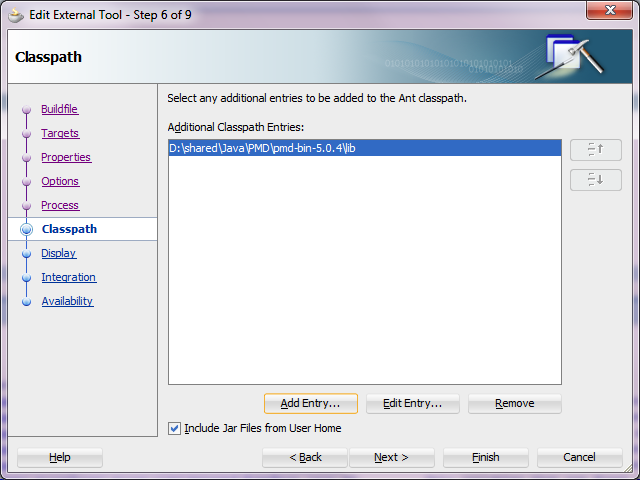 Edit External Tool - Step 6 of 9
Classpath
010101010101010101010101
0101010101
Buildfile
Targets
Properties
Options
Process
Classpath
Display
Integration
Availability
Select any additional entries to be added to the Ant classpath.
Additional Classpath Entries:
D:\shared\Java\PMD\pmd-bin-5.0.4\lib
Add Entry... Edit Entry... Remove
Include Jar Files from User Home
Help < Back Next > Finish Cancel